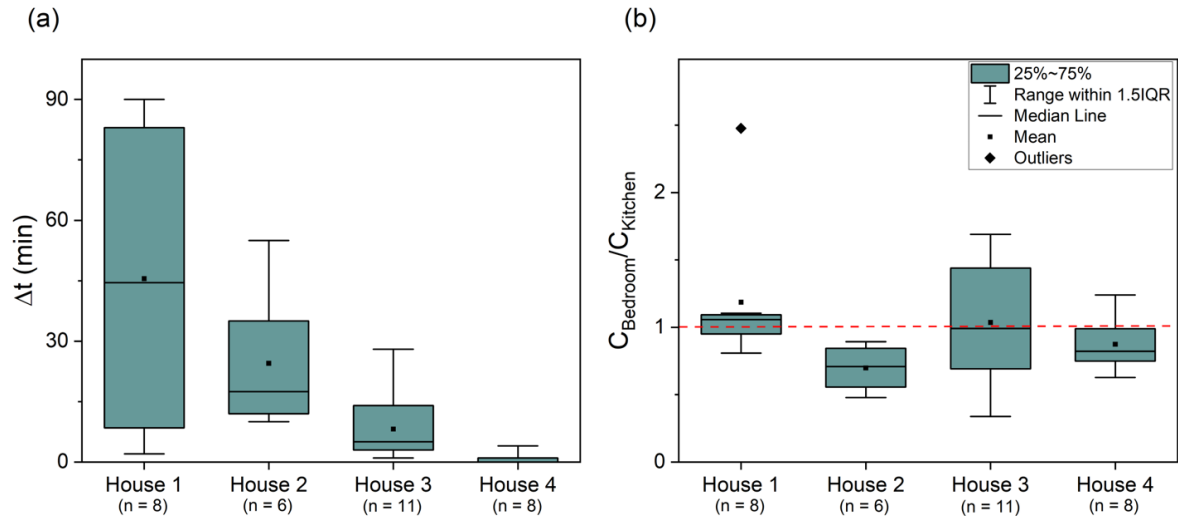 (a)
90
60
30
0
Δt (min)
House 1
(n = 8)
House 2
(n = 6)
House 3
(n = 11)
House 4
(n = 8)
(b)
2
1
0
C_Bedroom/C_Kitchen
25%~75%
Range within 1.5IQR
Median Line
Mean
Outliers
House 1
(n = 8)
House 2
(n = 6)
House 3
(n = 11)
House 4
(n = 8)